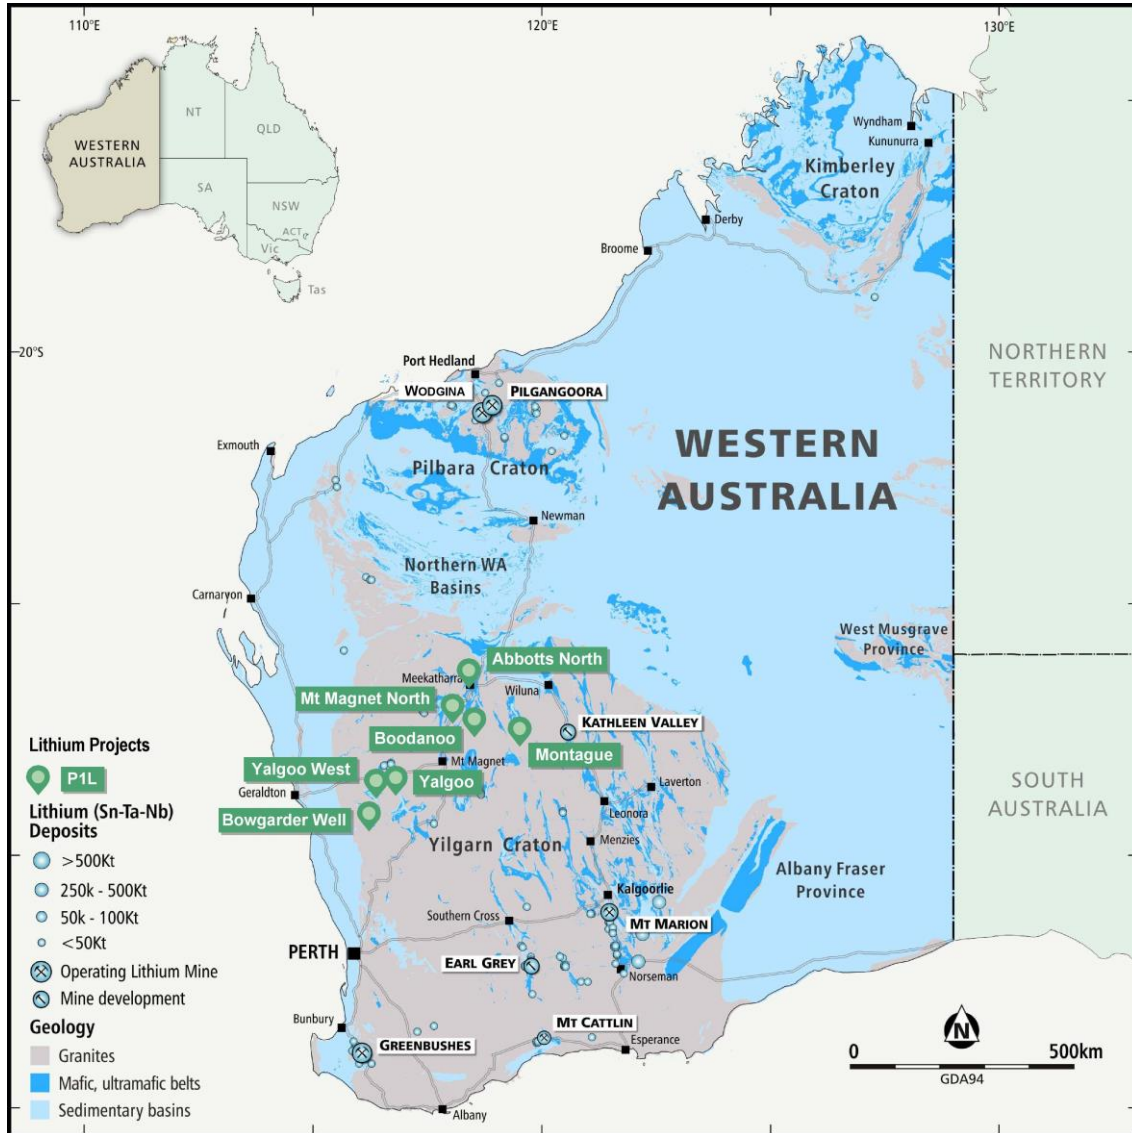 110°E
120°E
130°E
WESTERN
AUSTRALIA
NT
QLD
SA
NSW
ACT
Vic
Tas
Wyndham
Kununurra
Kimberley
Craton
Derby
Broome
20°S
Port Hedland
WODGINA
PILGANGOORA
NORTHERN
TERRITORY
Exmouth
Pilbara Craton
WESTERN
AUSTRALIA
Newman
Northern WA
Basins
Carnarvon
West Musgrave
Province
Abbotts North
Meekatharra
Wiluna
Mt Magnet North
KATHLEEN VALLEY
Boodanoo
Montague
Lithium Projects
P1L
Yalgoo West
Mt Magnet
Yalgoo
Laverton
Geraldton
Leonora
Bowgarder Well
SOUTH
AUSTRALIA
Lithium (Sn-Ta-Nb)
Deposits
>500Kt
250k - 500Kt
50k - 100Kt
<50Kt
Operating Lithium Mine
Mine development
Yilgarn Craton
Menzies
Albany Fraser
Province
Kalgoorlie
Southern Cross
MT MARION
PERTH
EARL GREY
Norseman
Bunbury
MT CATTLIN
GREENBUSHES
Esperance
Albany
Geology
Granites
Mafic, ultramafic belts
Sedimentary basins
N
0 500km
GDA94